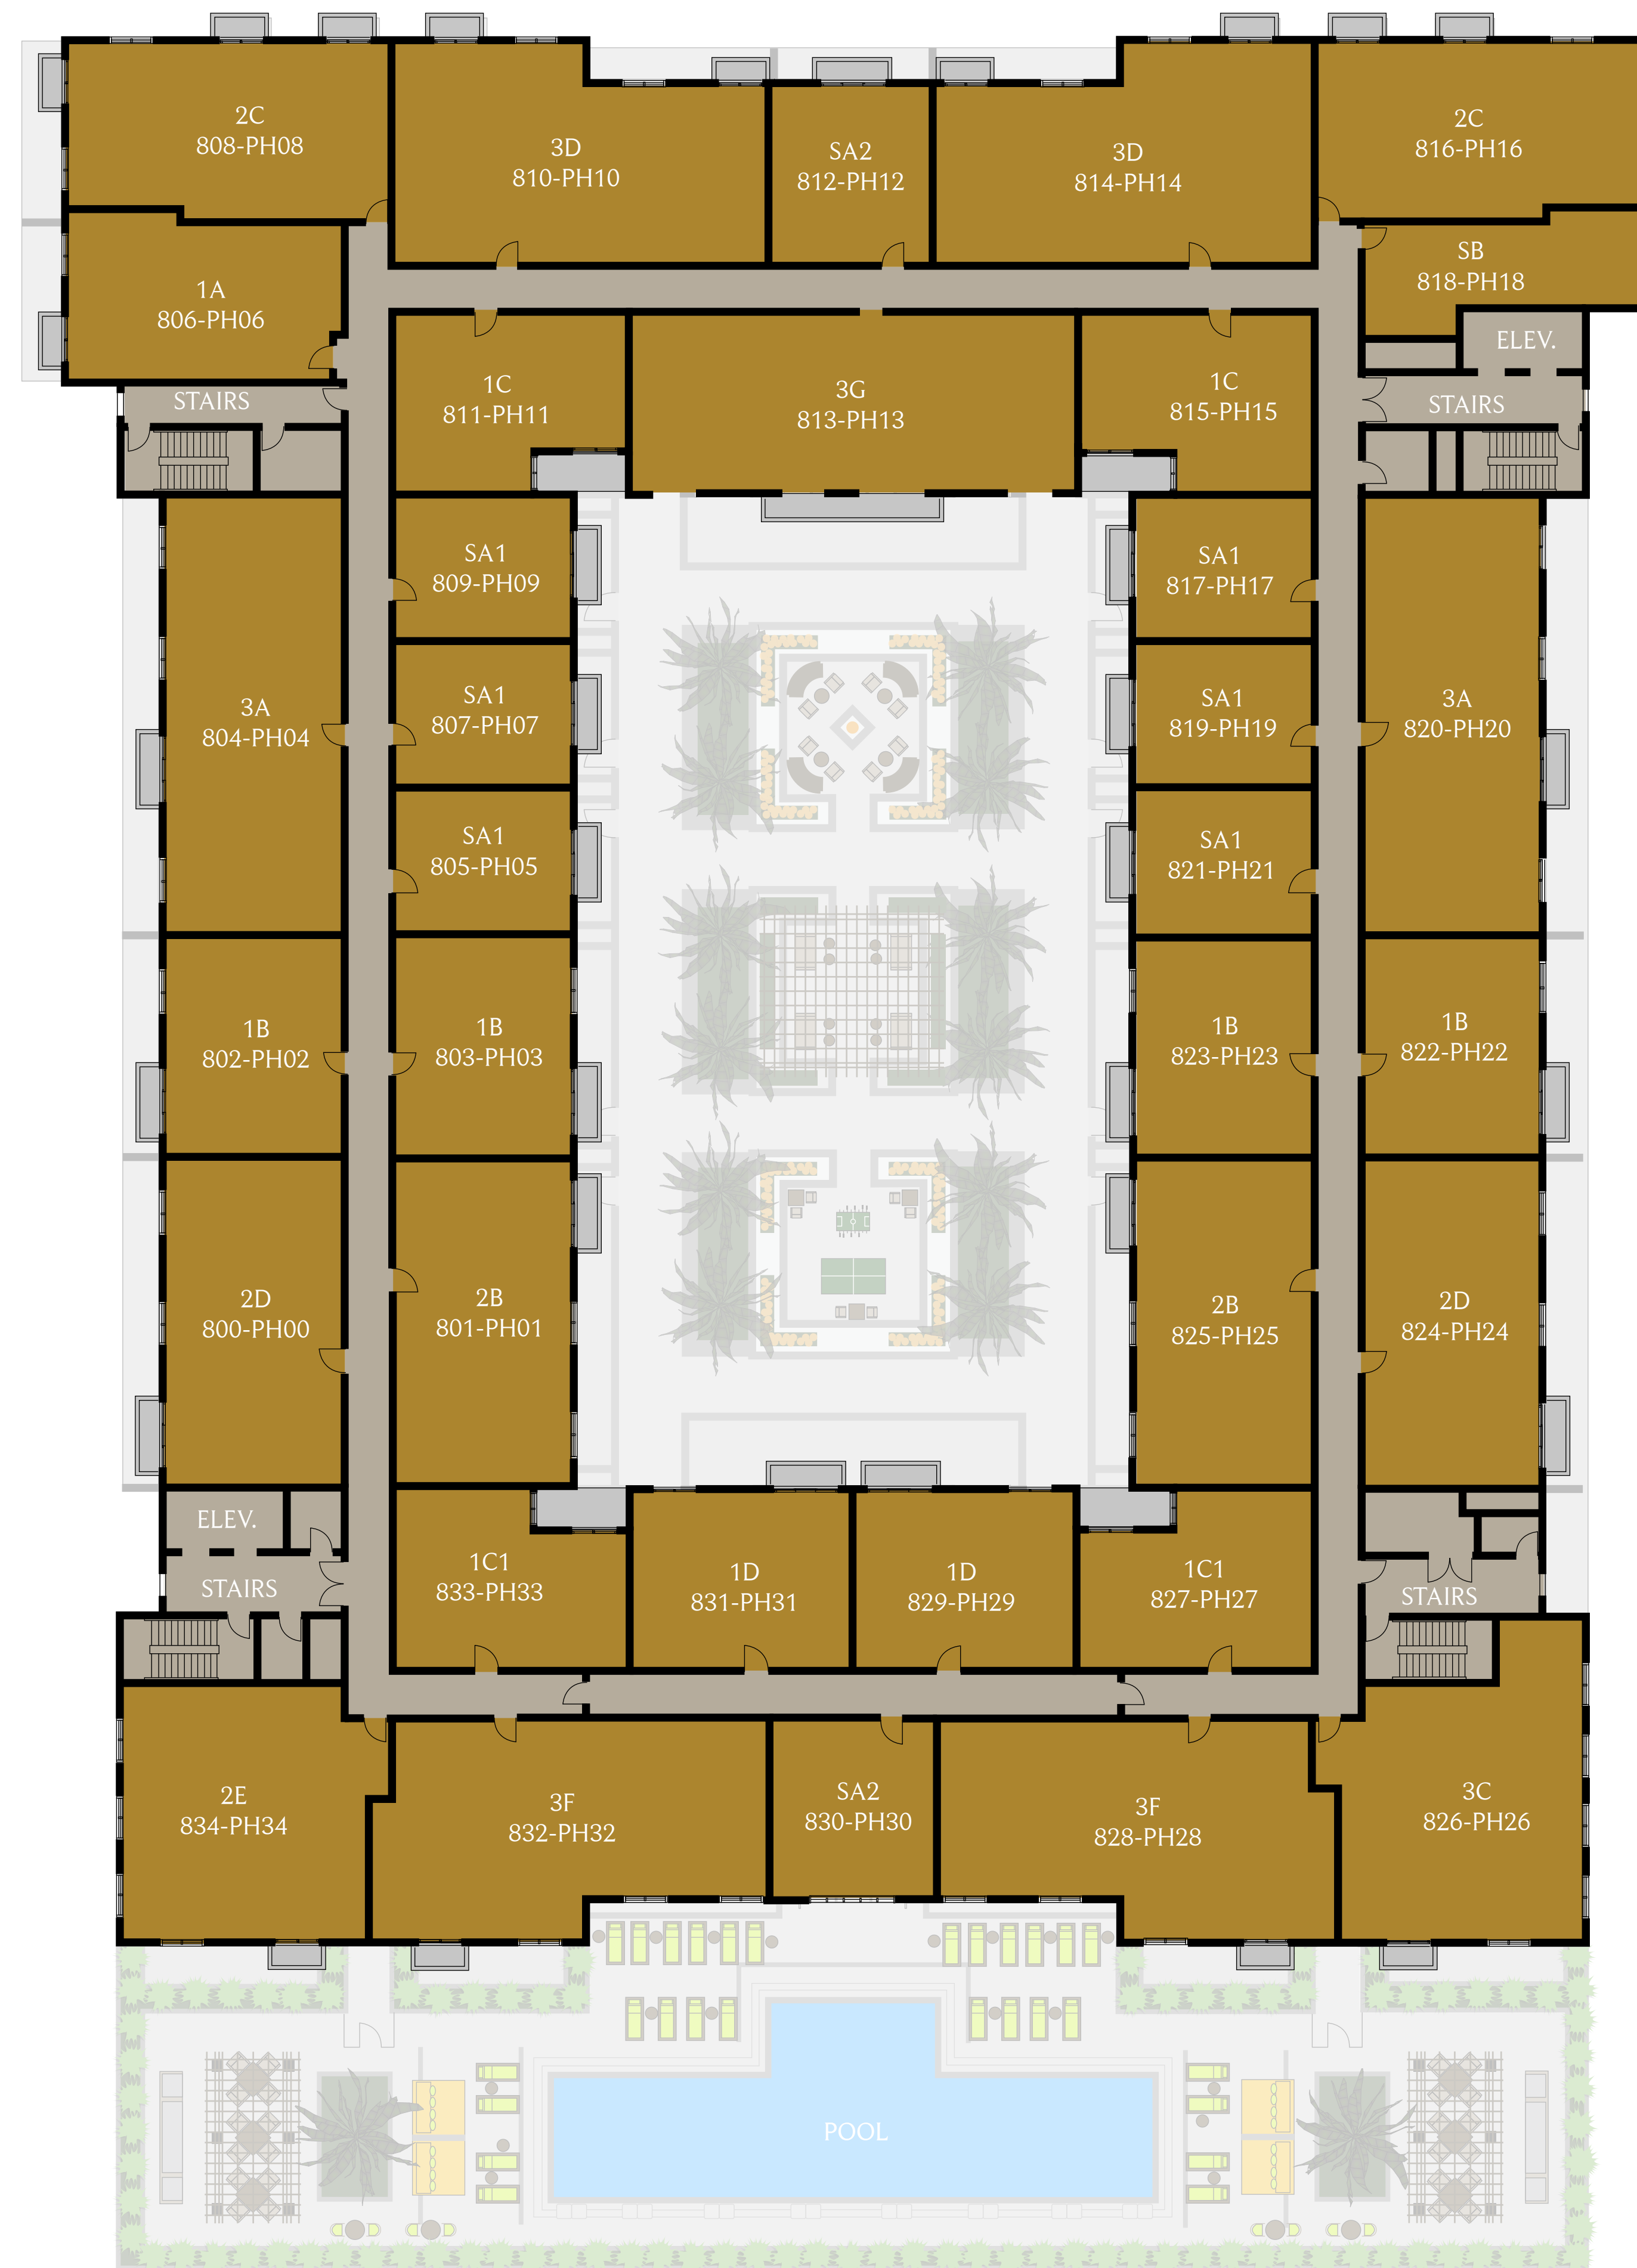 2C
808-PH08
3D
810-PH10
SA2
812-PH12
3D
814-PH14
2C
816-PH16
1A
806-PH06
SB
818-PH18
ELEV.
STAIRS
1C
811-PH11
3G
813-PH13
1C
815-PH15
STAIRS
SA1
809-PH09
SA1
817-PH17
3A
804-PH04
SA1
807-PH07
SA1
819-PH19
3A
820-PH20
SA1
805-PH05
SA1
821-PH21
1B
802-PH02
1B
803-PH03
1B
823-PH23
1B
822-PH22
2D
800-PH00
2B
801-PH01
2B
825-PH25
2D
824-PH24
ELEV.
STAIRS
1C1
833-PH33
1D
831-PH31
1D
829-PH29
1C1
827-PH27
STAIRS
2E
834-PH34
3F
832-PH32
SA2
830-PH30
3F
828-PH28
3C
826-PH26
POOL